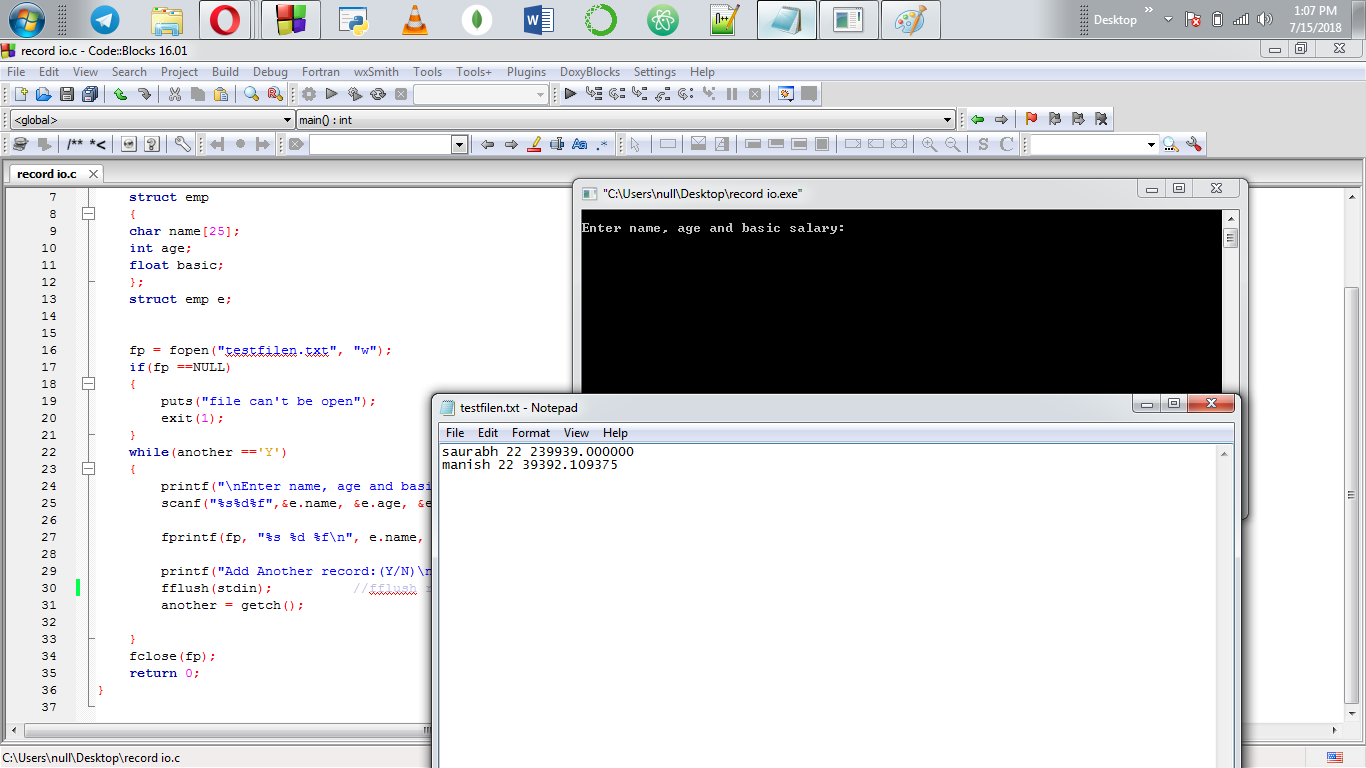 Desktop
1:07 PM
7/15/2018
record io.c - Code::Blocks 16.01
File Edit View Search Project Build Debug Fortran wxSmith Tools Tools+ Plugins DoxyBlocks Settings Help
<global>
main() : int
/** *<
record io.c
7 struct emp
8 {
9 char name[25];
10 int age;
11 float basic;
12 };
13 struct emp e;
14
15
16 fp = fopen("testfilen.txt", "w");
17 if(fp ==NULL)
18 {
19 puts("file can't be open");
20 exit(1);
21 }
22 while(another =='Y')
23 {
24 printf("\nEnter name, age and basi
25 scanf("%s%d%f",&e.name, &e.age, &e
26
27 fprintf(fp, "%s %d %f\n", e.name,
28
29 printf("Add Another record:(Y/N)\n
30 fflush(stdin); //fflush
31 another = getch();
32
33 }
34 fclose(fp);
35 return 0;
36 }
37
"C:\Users\null\Desktop\record io.exe"
Enter name, age and basic salary:
testfilen.txt - Notepad
File Edit Format View Help
saurabh 22 239939.000000
manish 22 39392.109375
C:\Users\null\Desktop\record io.c